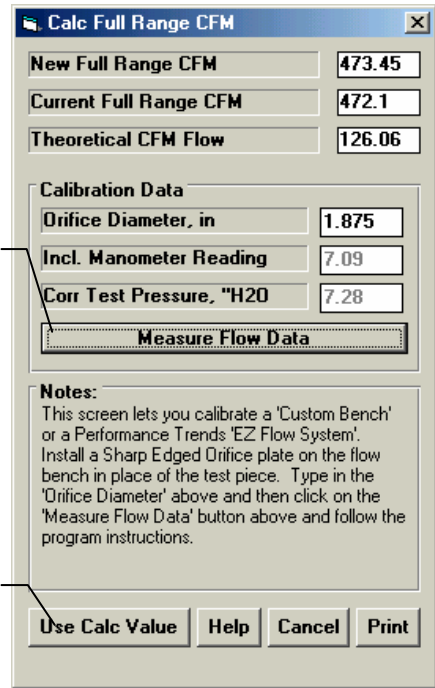 Calc Full Range CFM
New Full Range CFM 473.45
Current Full Range CFM 472.1
Theoretical CFM Flow 126.06
Calibration Data
Orifice Diameter, in 1.875
Incl. Manometer Reading 7.09
Corr Test Pressure, "H20 7.28
Measure Flow Data
Notes:
This screen lets you calibrate a 'Custom Bench'
or a Performance Trends 'EZ Flow System'.
Install a Sharp Edged Orifice plate on the flow
bench in place of the test piece. Type in the
'Orifice Diameter' above and then click on the
'Measure Flow Data' button above and follow the
program instructions.
Use Calc Value Help Cancel Print